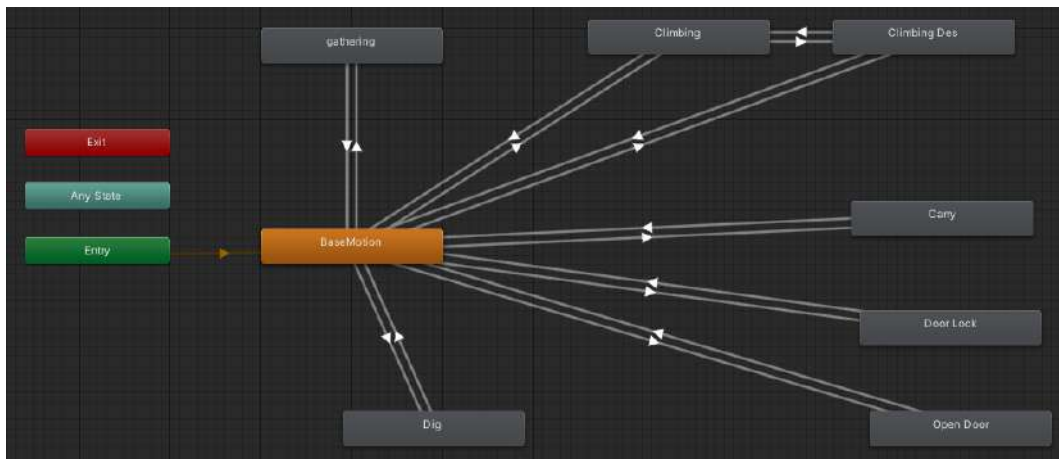 gathering
Climbing
Climbing Des
Exit
Any State
Entry
BaseMotion
Carry
Door Lock
Dig
Open Door